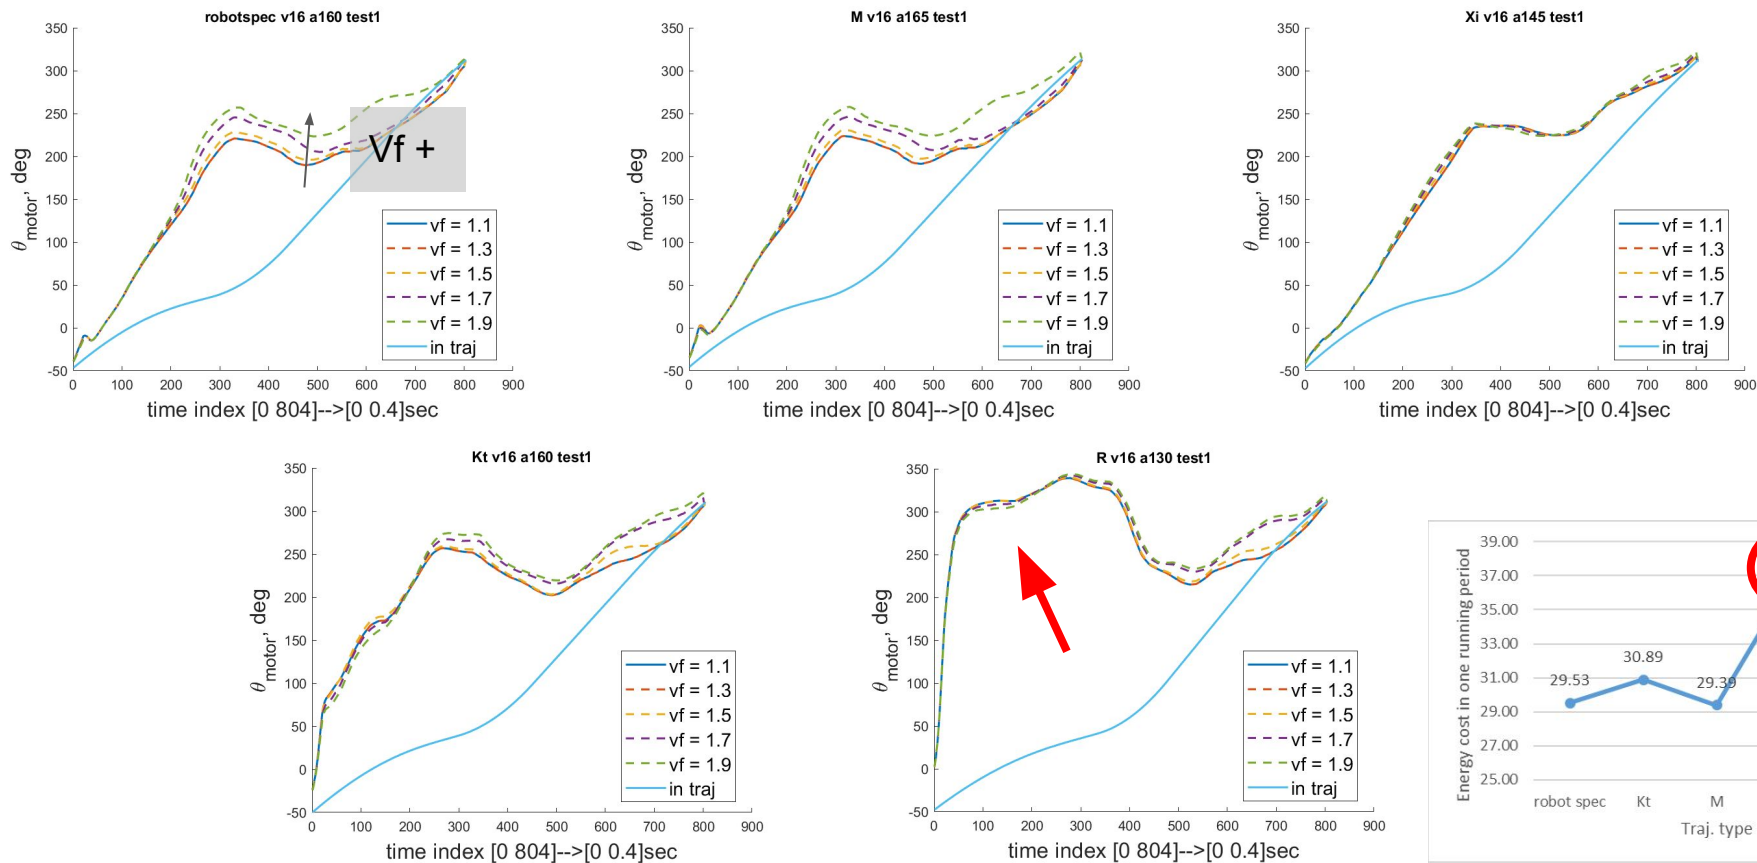 robotspec v16 a160 test1
350
300
250
200
150
100
50
0
-50
θmotor, deg
Vf +
vf = 1.1
vf = 1.3
vf = 1.5
vf = 1.7
vf = 1.9
in traj
0 100 200 300 400 500 600 700 800 900
time index [0 804]-->[0 0.4]sec
M v16 a165 test1
350
300
250
200
150
100
50
0
-50
θmotor, deg
vf = 1.1
vf = 1.3
vf = 1.5
vf = 1.7
vf = 1.9
in traj
0 100 200 300 400 500 600 700 800 900
time index [0 804]-->[0 0.4]sec
Xi v16 a145 test1
350
300
250
200
150
100
50
0
-50
θmotor, deg
vf = 1.1
vf = 1.3
vf = 1.5
vf = 1.7
vf = 1.9
in traj
0 100 200 300 400 500 600 700 800 900
time index [0 804]-->[0 0.4]sec
Kt v16 a160 test1
350
300
250
200
150
100
50
0
-50
θmotor, deg
vf = 1.1
vf = 1.3
vf = 1.5
vf = 1.7
vf = 1.9
in traj
0 100 200 300 400 500 600 700 800 900
time index [0 804]-->[0 0.4]sec
R v16 a130 test1
350
300
250
200
150
100
50
0
-50
θmotor, deg
vf = 1.1
vf = 1.3
vf = 1.5
vf = 1.7
vf = 1.9
in traj
0 100 200 300 400 500 600 700 800 900
time index [0 804]-->[0 0.4]sec
Energy cost in one running period
39.00
37.00
35.00
33.00
31.00
29.00
27.00
25.00
29.53
30.89
29.39
robot spec Kt M
Traj. type